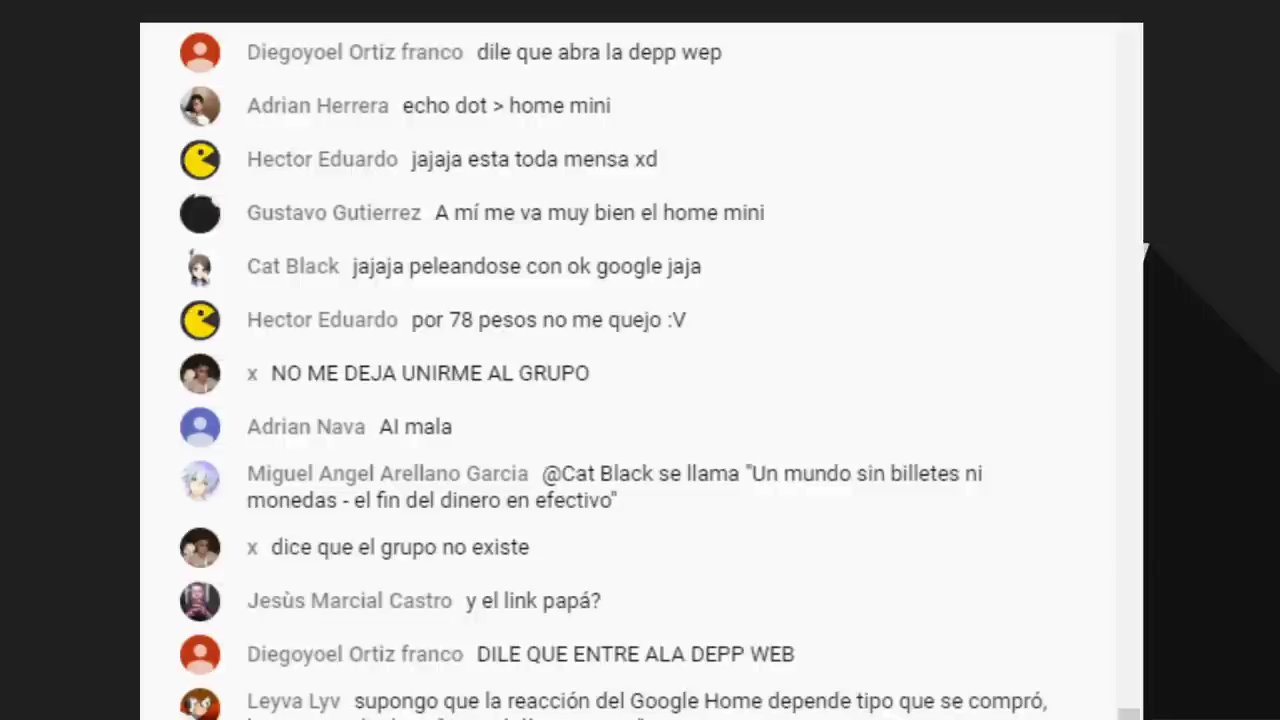 Diegoyoel Ortiz franco dile que abra la depp wep
Adrian Herrera echo dot > home mini
Hector Eduardo jajaja esta toda mensa xd
Gustavo Gutierrez A mí me va muy bien el home mini
Cat Black jajaja peleandose con ok google jaja
Hector Eduardo por 78 pesos no me quejo :V
x NO ME DEJA UNIRME AL GRUPO
Adrian Nava AI mala
Miguel Angel Arellano Garcia @Cat Black se llama "Un mundo sin billetes ni
monedas - el fin del dinero en efectivo"
x dice que el grupo no existe
Jesùs Marcial Castro y el link papá?
Diegoyoel Ortiz franco DILE QUE ENTRE ALA DEPP WEB
Leyva Lyv supongo que la reacción del Google Home depende tipo que se compró,